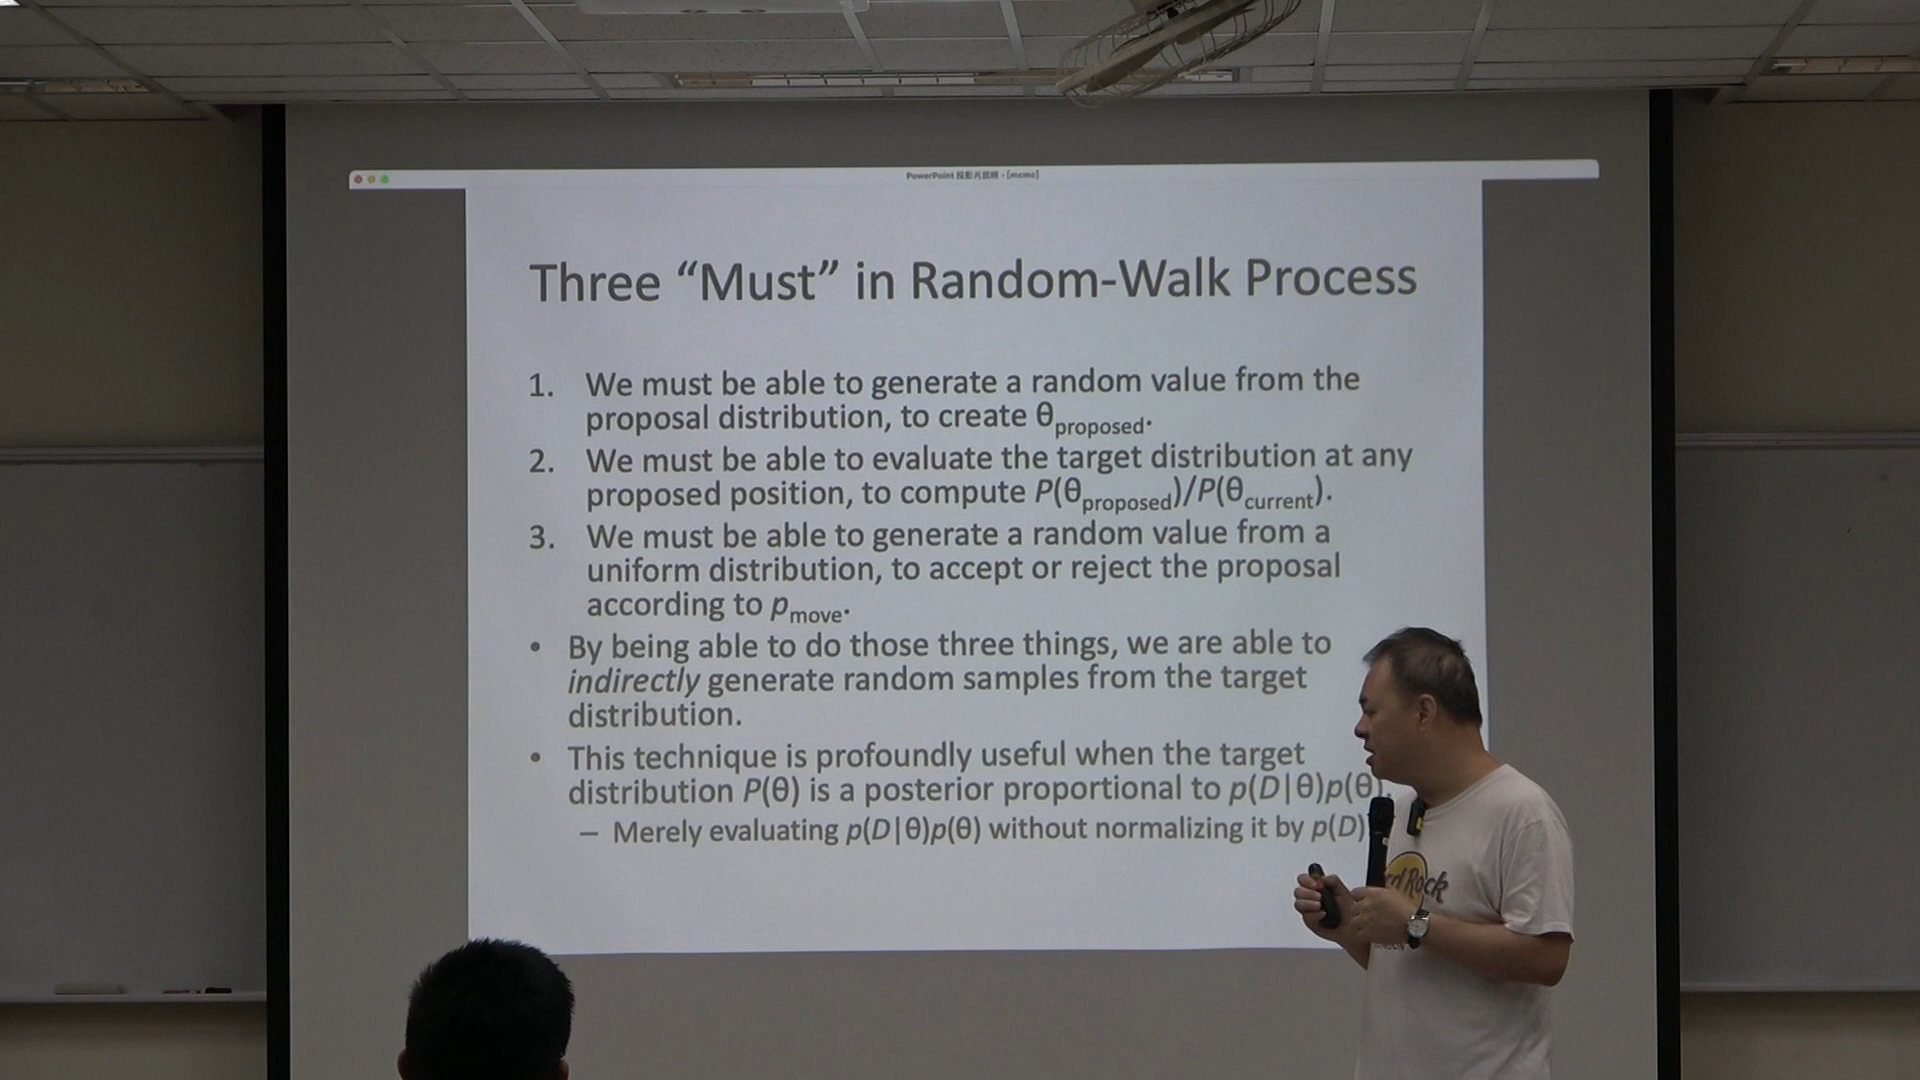 PowerPoint 投影片放映 - [mcmc]
Three “Must” in Random-Walk Process
1. We must be able to generate a random value from the
proposal distribution, to create θproposed.
2. We must be able to evaluate the target distribution at any
proposed position, to compute P(θproposed)/P(θcurrent).
3. We must be able to generate a random value from a
uniform distribution, to accept or reject the proposal
according to pmove.
• By being able to do those three things, we are able to
indirectly generate random samples from the target
distribution.
• This technique is profoundly useful when the target
distribution P(θ) is a posterior proportional to p(D|θ)p(θ).
– Merely evaluating p(D|θ)p(θ) without normalizing it by p(D)
rd Rock